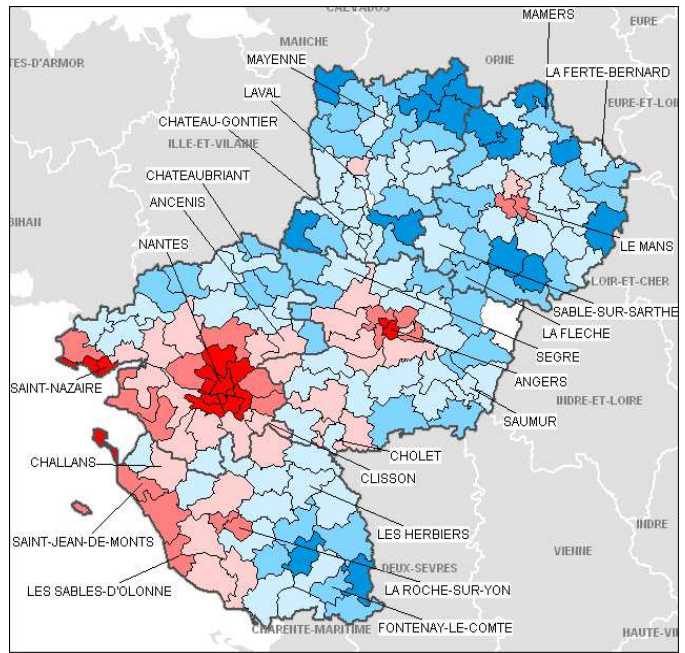 CALVADOS
MAMERS
EURE
MANCHE
ORNE
MAYENNE
TES-D'ARMOR
LA FERTE-BERNARD
LAVAL
EURE-ET-LOI
CHATEAU-GONTIER
ILLE-ET-VILAINE
CHATEAUBRIANT
ANCENIS
BIHAN
NANTES
LE MANS
LOIR-ET-CHER
SABLE-SUR-SARTHE
LA FLECHE
SEGRE
SAINT-NAZAIRE
ANGERS
INDRE-ET-LOIRE
SAUMUR
CHOLET
CHALLANS
CLISSON
LES HERBIERS
INDRE
SAINT-JEAN-DE-MONTS
VIENNE
DEUX-SEVRES
LES SABLES-D'OLONNE
LA ROCHE-SUR-YON
FONTENAY-LE-COMTE
CHARENTE-MARITIME
HAUTE-VI